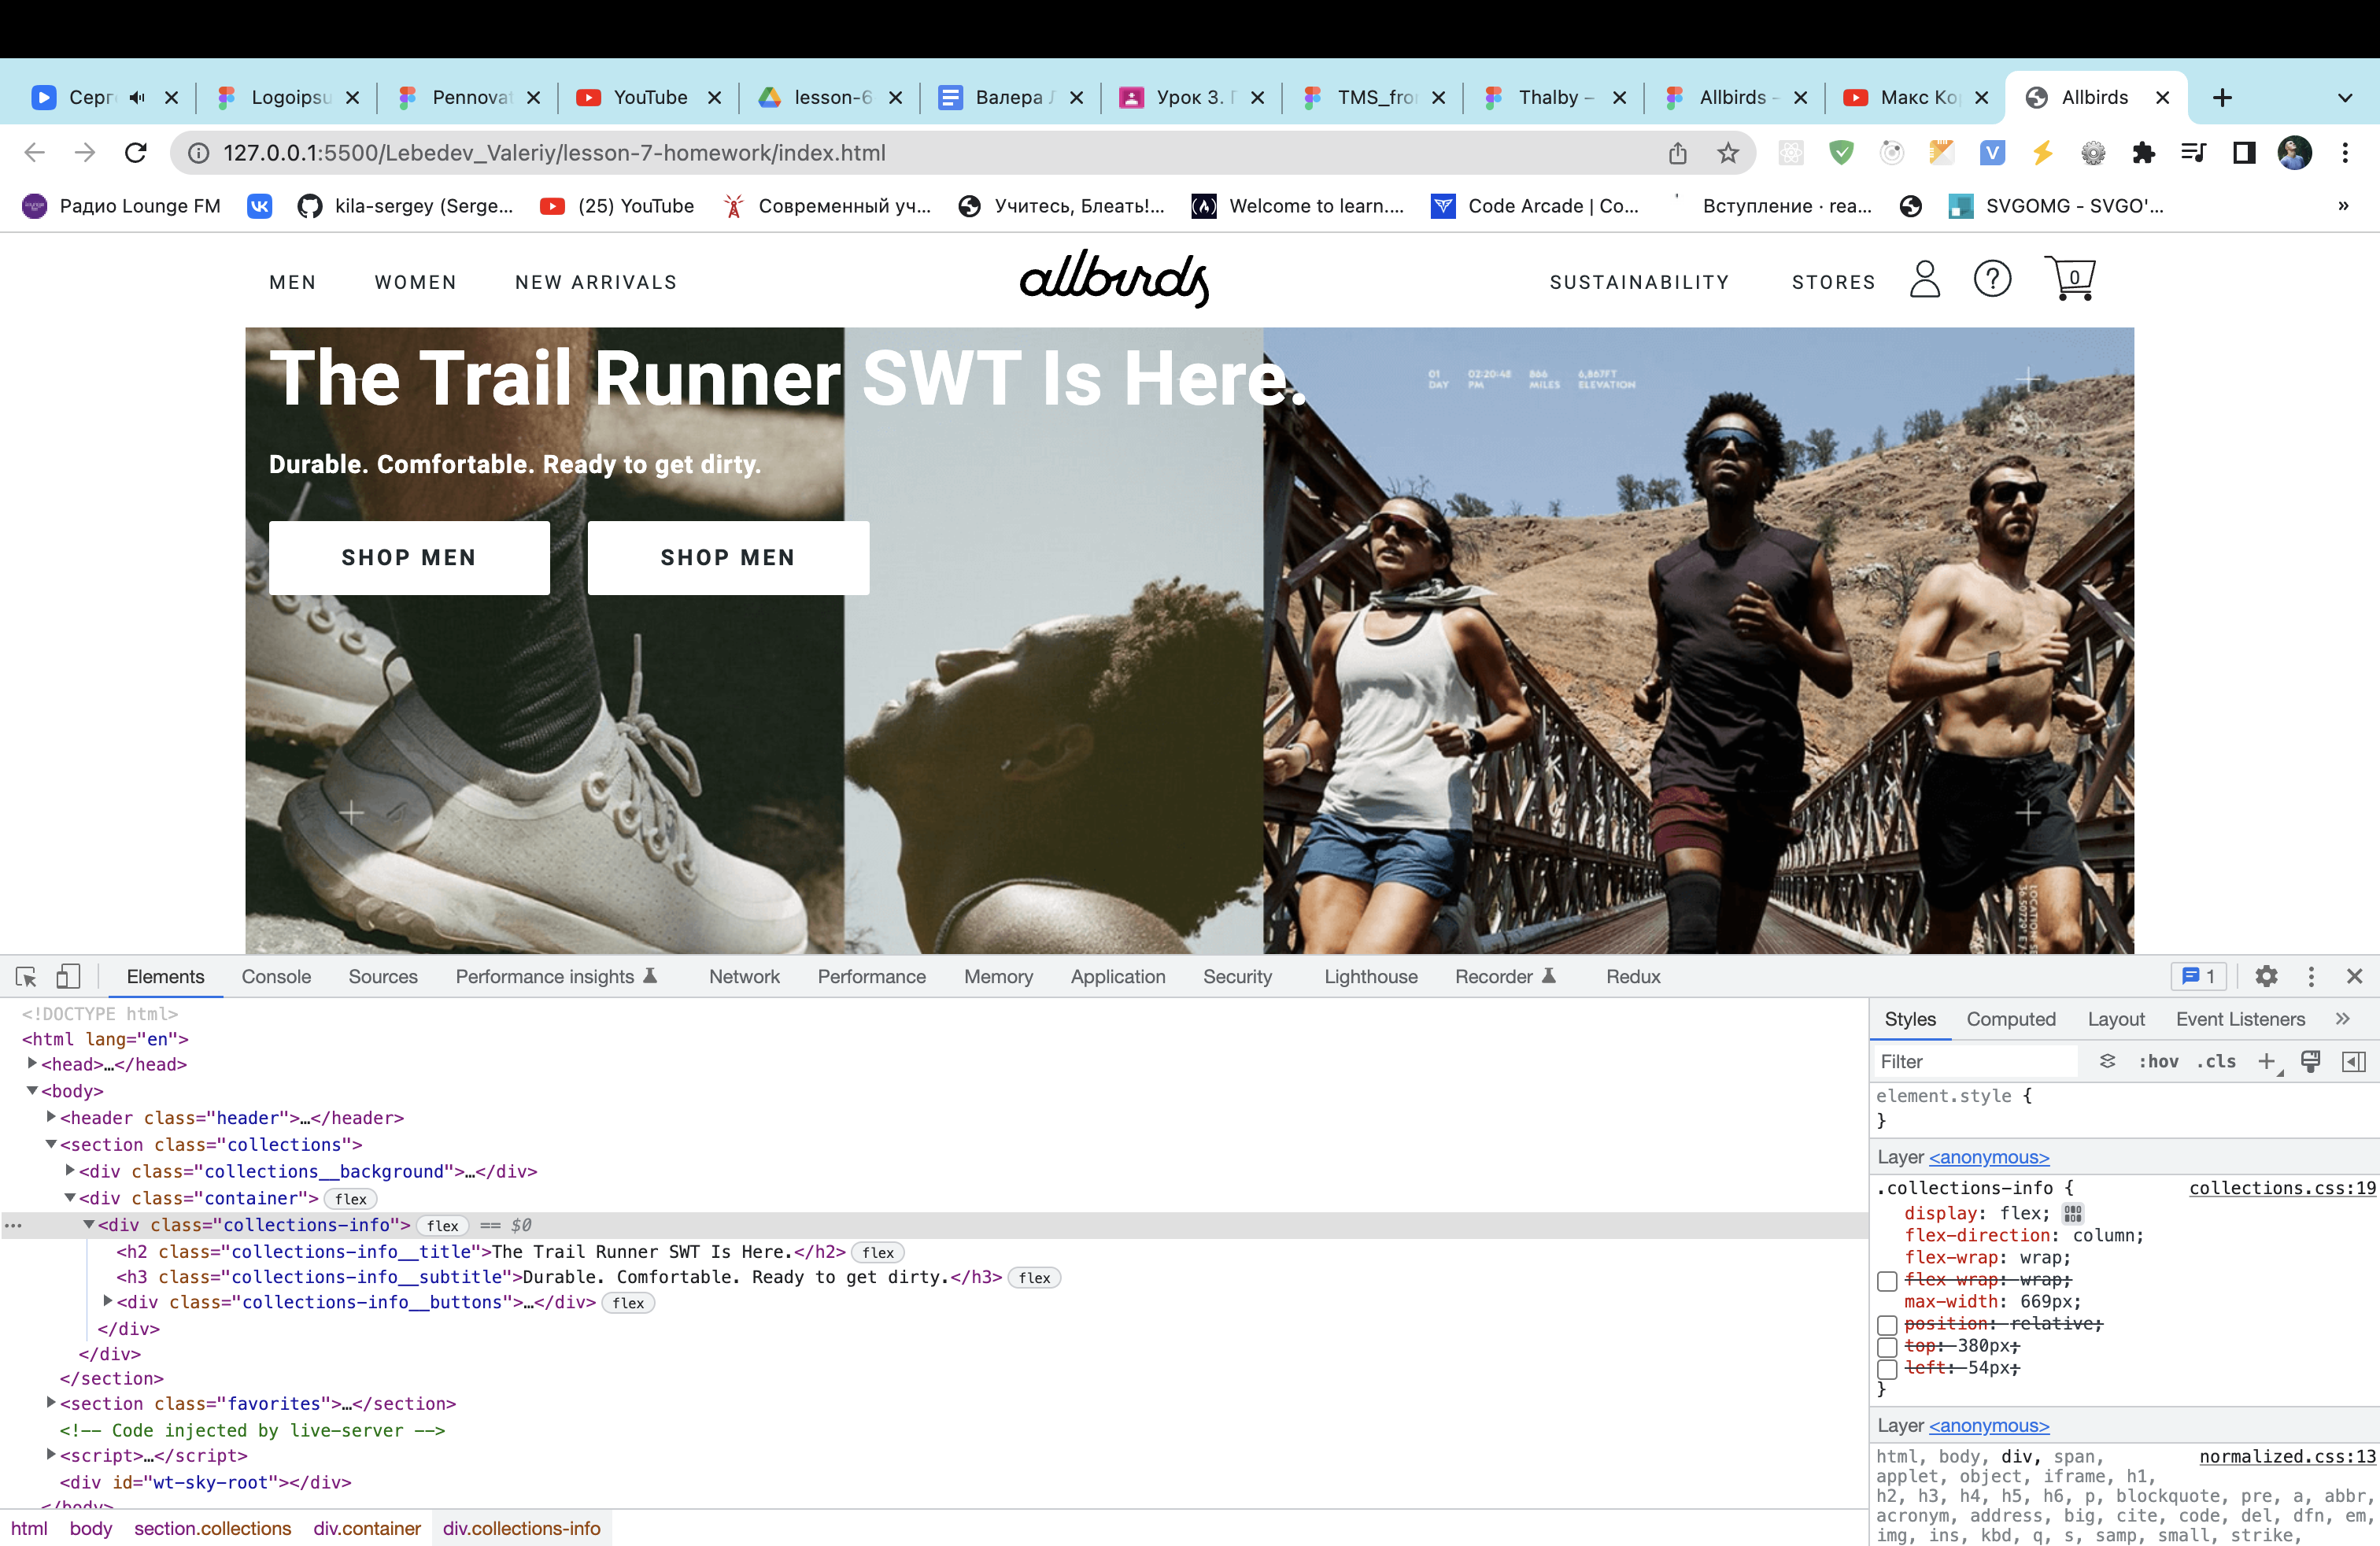 Серг
Logoipsu
Pennovat
YouTube
lesson-6
Валера Л
Урок 3. Г
TMS_fro
Thalby –
Allbirds –
Макс Ко
Allbirds
127.0.0.1:5500/Lebedev_Valeriy/lesson-7-homework/index.html
Радио Lounge FM
kila-sergey (Serge...
(25) YouTube
Современный уч...
Учитесь, Блеать!...
Welcome to learn....
Code Arcade | Co...
Вступление · rea...
SVGOMG - SVGO'...
»
MEN
WOMEN
NEW ARRIVALS
allbirds
SUSTAINABILITY
STORES
?
0
The Trail Runner SWT Is Here.
01 DAY
02:20:48 PM
866 MILES
6,867FT ELEVATION
Durable. Comfortable. Ready to get dirty.
SHOP MEN
SHOP MEN
Elements
Console
Sources
Performance insights
Network
Performance
Memory
Application
Security
Lighthouse
Recorder
Redux
1
<!DOCTYPE html>
<html lang="en">
<head>…</head>
<body>
<header class="header">…</header>
<section class="collections">
<div class="collections__background">…</div>
<div class="container"> flex
<div class="collections-info"> flex == $0
<h2 class="collections-info__title">The Trail Runner SWT Is Here.</h2> flex
<h3 class="collections-info__subtitle">Durable. Comfortable. Ready to get dirty.</h3> flex
<div class="collections-info__buttons">…</div> flex
</div>
</div>
</section>
<section class="favorites">…</section>
<!-- Code injected by live-server -->
<script>…</script>
<div id="wt-sky-root"></div>
</body>
html
body
section.collections
div.container
div.collections-info
Styles
Computed
Layout
Event Listeners
Filter
:hov
.cls
element.style {
}
Layer <anonymous>
.collections-info {
collections.css:19
display: flex;
flex-direction: column;
flex-wrap: wrap;
flex-wrap: wrap;
max-width: 669px;
position: relative;
top: 380px;
left: 54px;
}
Layer <anonymous>
html, body, div, span,
normalized.css:13
applet, object, iframe, h1,
h2, h3, h4, h5, h6, p, blockquote, pre, a, abbr,
acronym, address, big, cite, code, del, dfn, em,
img, ins, kbd, q, s, samp, small, strike,